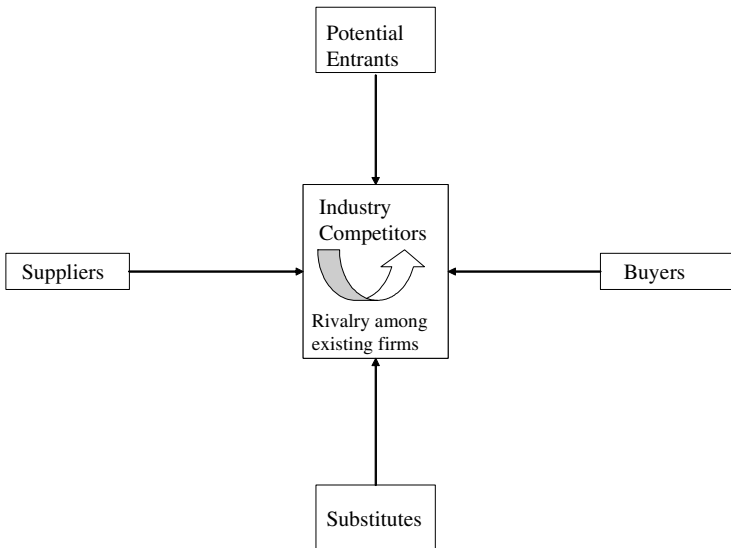 Potential
Entrants
Industry
Competitors
Suppliers
Buyers
Rivalry among
existing firms
Substitutes